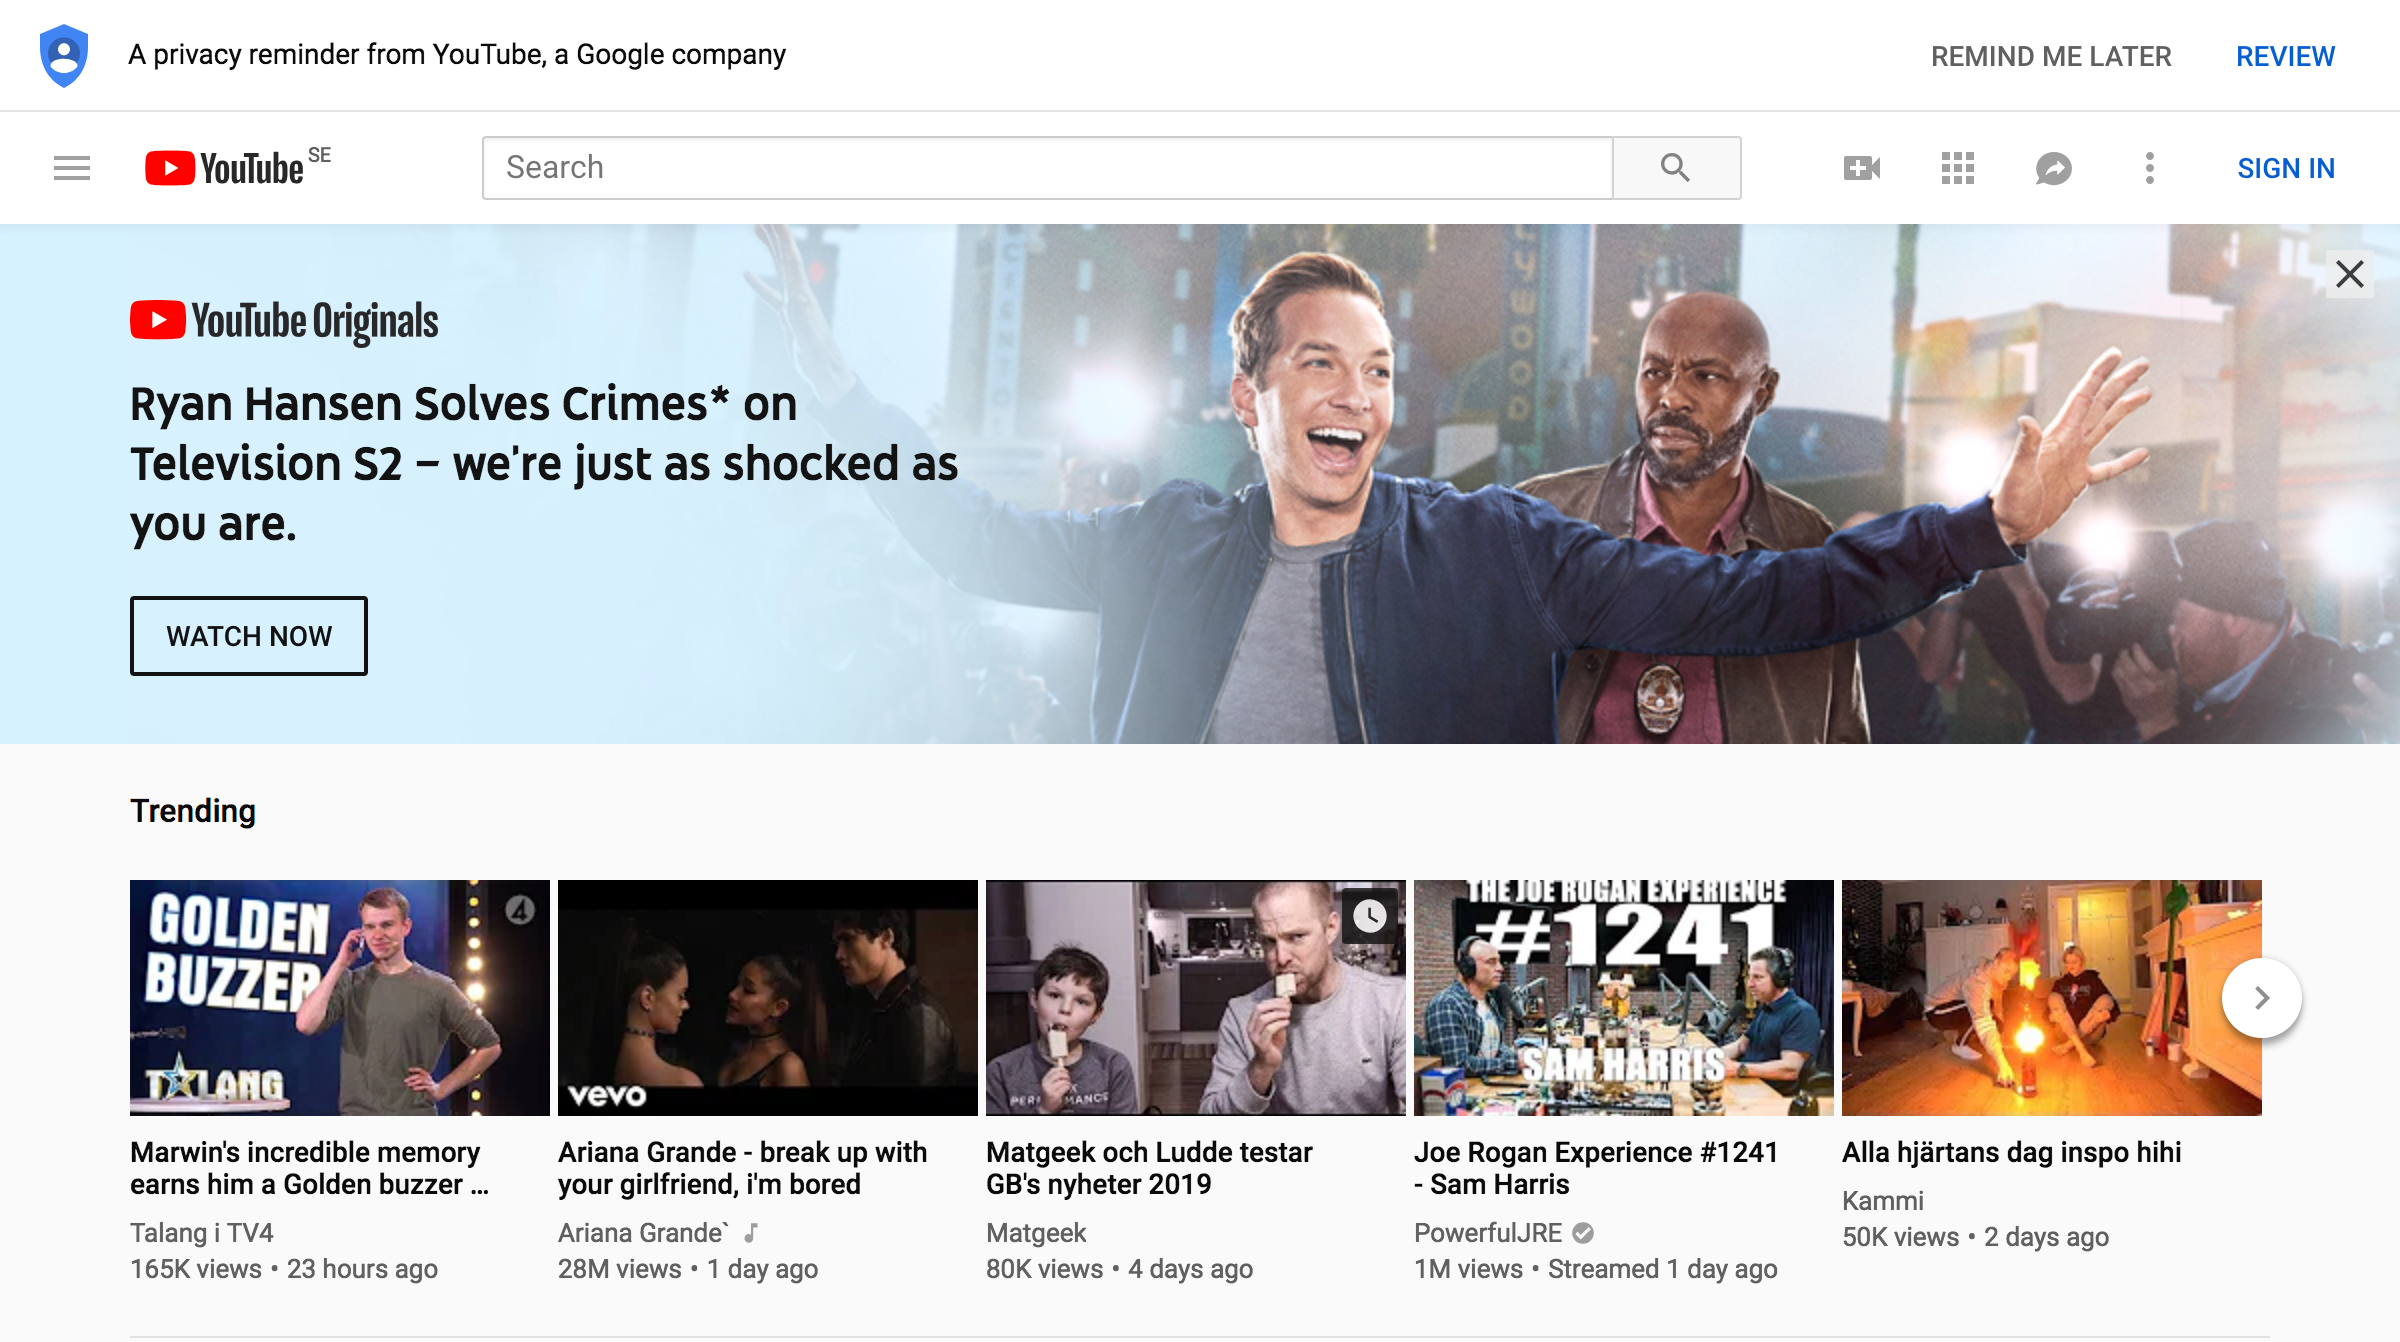 A privacy reminder from YouTube, a Google company
REMIND ME LATER
REVIEW
YouTube SE
Search
SIGN IN
YouTube Originals
Ryan Hansen Solves Crimes* on
Television S2 – we're just as shocked as
you are.
WATCH NOW
Trending
GOLDEN
BUZZER
4
TALANG
vevo
THE JOE ROGAN EXPERIENCE
#1241
SAM HARRIS
Marwin's incredible memory
earns him a Golden buzzer ...
Talang i TV4
165K views • 23 hours ago
Ariana Grande - break up with
your girlfriend, i'm bored
Ariana Grande`
28M views • 1 day ago
Matgeek och Ludde testar
GB's nyheter 2019
Matgeek
80K views • 4 days ago
Joe Rogan Experience #1241
- Sam Harris
PowerfulJRE
1M views • Streamed 1 day ago
Alla hjärtans dag inspo hihi
Kammi
50K views • 2 days ago